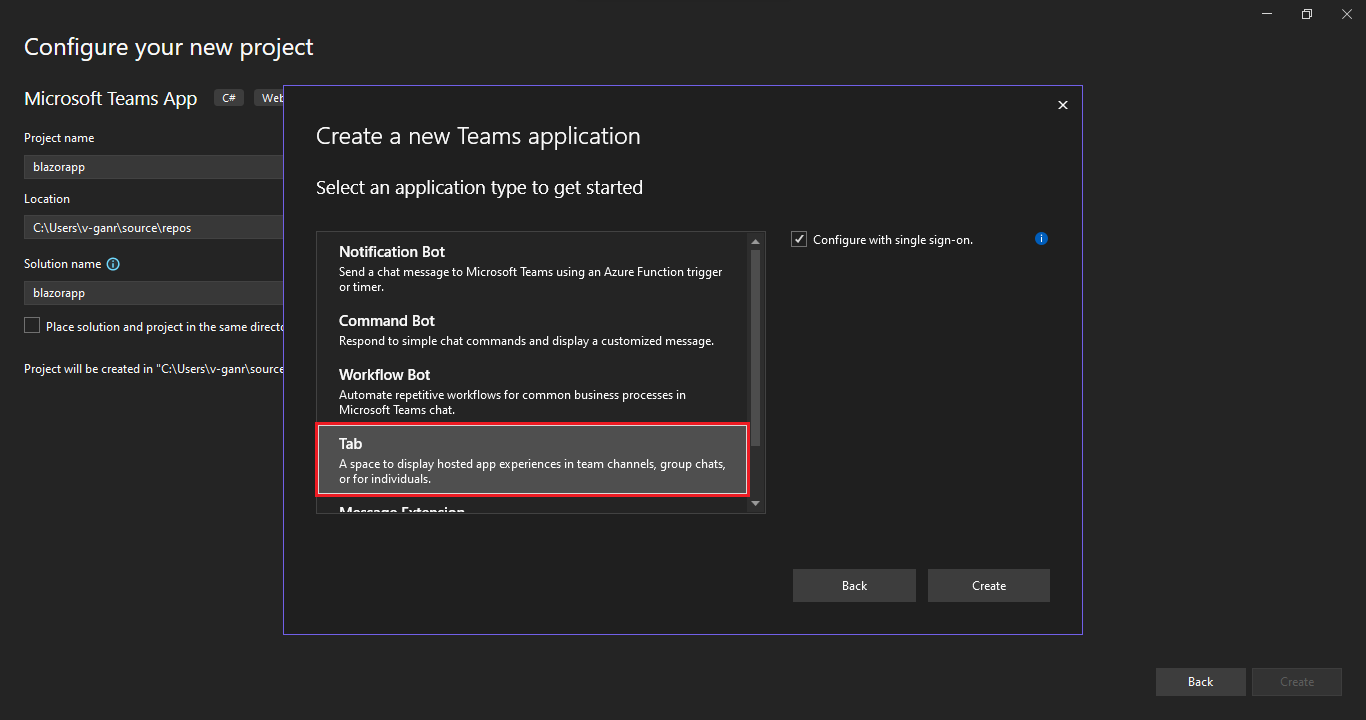 Configure your new project
Microsoft Teams App
C#
Web
Project name
blazorapp
Location
C:\Users\v-ganr\source\repos
Solution name
blazorapp
Place solution and project in the same directo
Project will be created in "C:\Users\v-ganr\source
Create a new Teams application
Select an application type to get started
Notification Bot
Send a chat message to Microsoft Teams using an Azure Function trigger
or timer.
Command Bot
Respond to simple chat commands and display a customized message.
Workflow Bot
Automate repetitive workflows for common business processes in
Microsoft Teams chat.
Tab
A space to display hosted app experiences in team channels, group chats,
or for individuals.
Message Extension
Configure with single sign-on.
Back
Create
Back
Create